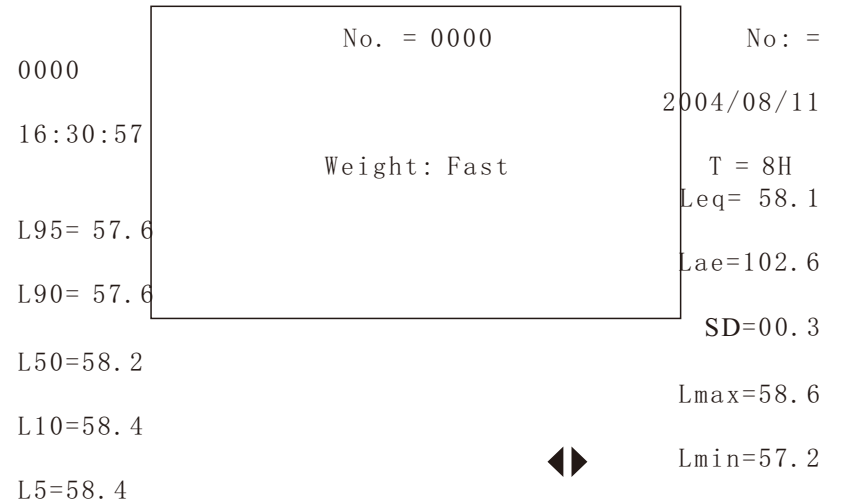 No. = 0000 No: =
0000
2004/08/11
16:30:57
Weight: Fast T = 8H
Leq= 58.1
L95= 57.6
Lae=102.6
L90= 57.6
SD=00.3
L50=58.2
Lmax=58.6
L10=58.4
Lmin=57.2
L5=58.4